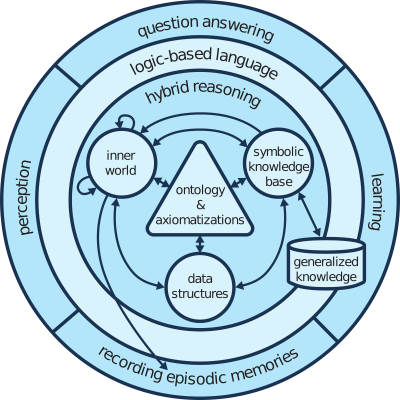 question answering
logic-based language
hybrid reasoning
inner
world
symbolic
knowledge
base
ontology
&
axiomatizations
perception
learning
generalized
knowledge
data
structures
recording episodic memories